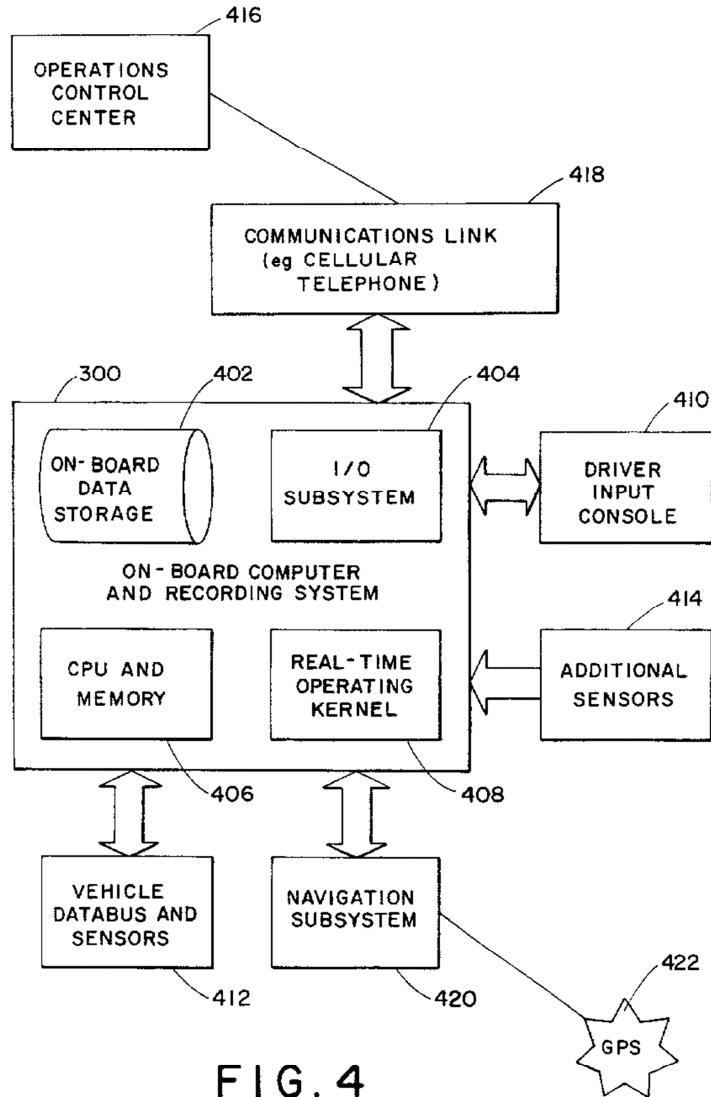 416
OPERATIONS
CONTROL
CENTER
418
COMMUNICATIONS LINK
(eg CELLULAR
TELEPHONE)
300
402
404
410
ON-BOARD
DATA
STORAGE
I/O
SUBSYSTEM
DRIVER
INPUT
CONSOLE
ON-BOARD COMPUTER
AND RECORDING SYSTEM
414
CPU AND
MEMORY
REAL-TIME
OPERATING
KERNEL
ADDITIONAL
SENSORS
406
408
VEHICLE
DATABUS AND
SENSORS
NAVIGATION
SUBSYSTEM
412
420
422
GPS
FIG. 4